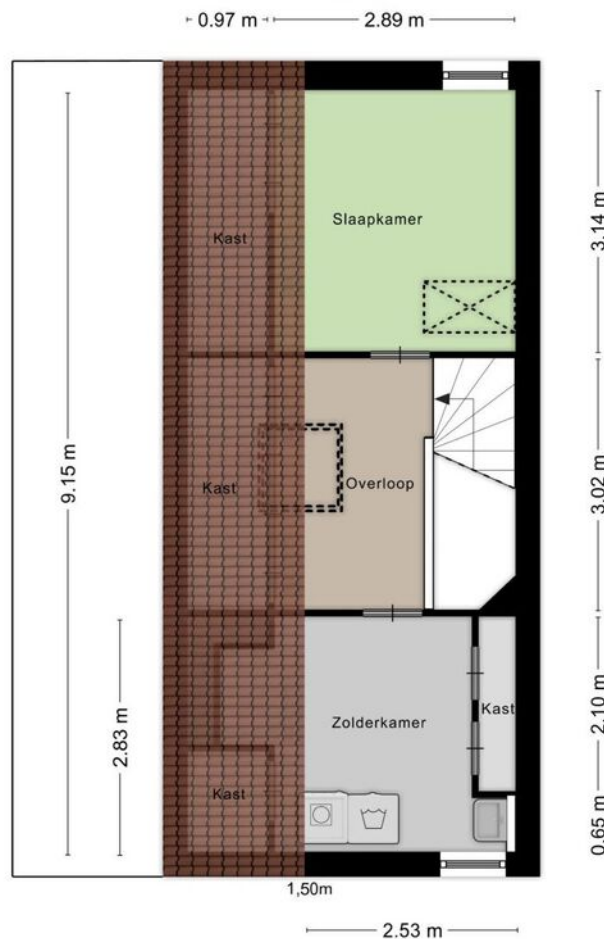 0.97 m
2.89 m
Slaapkamer
Kast
3.14 m
9.15 m
Kast
Overloop
3.02 m
2.83 m
Zolderkamer
Kast
2.10 m
Kast
0.65 m
1,50m
2.53 m